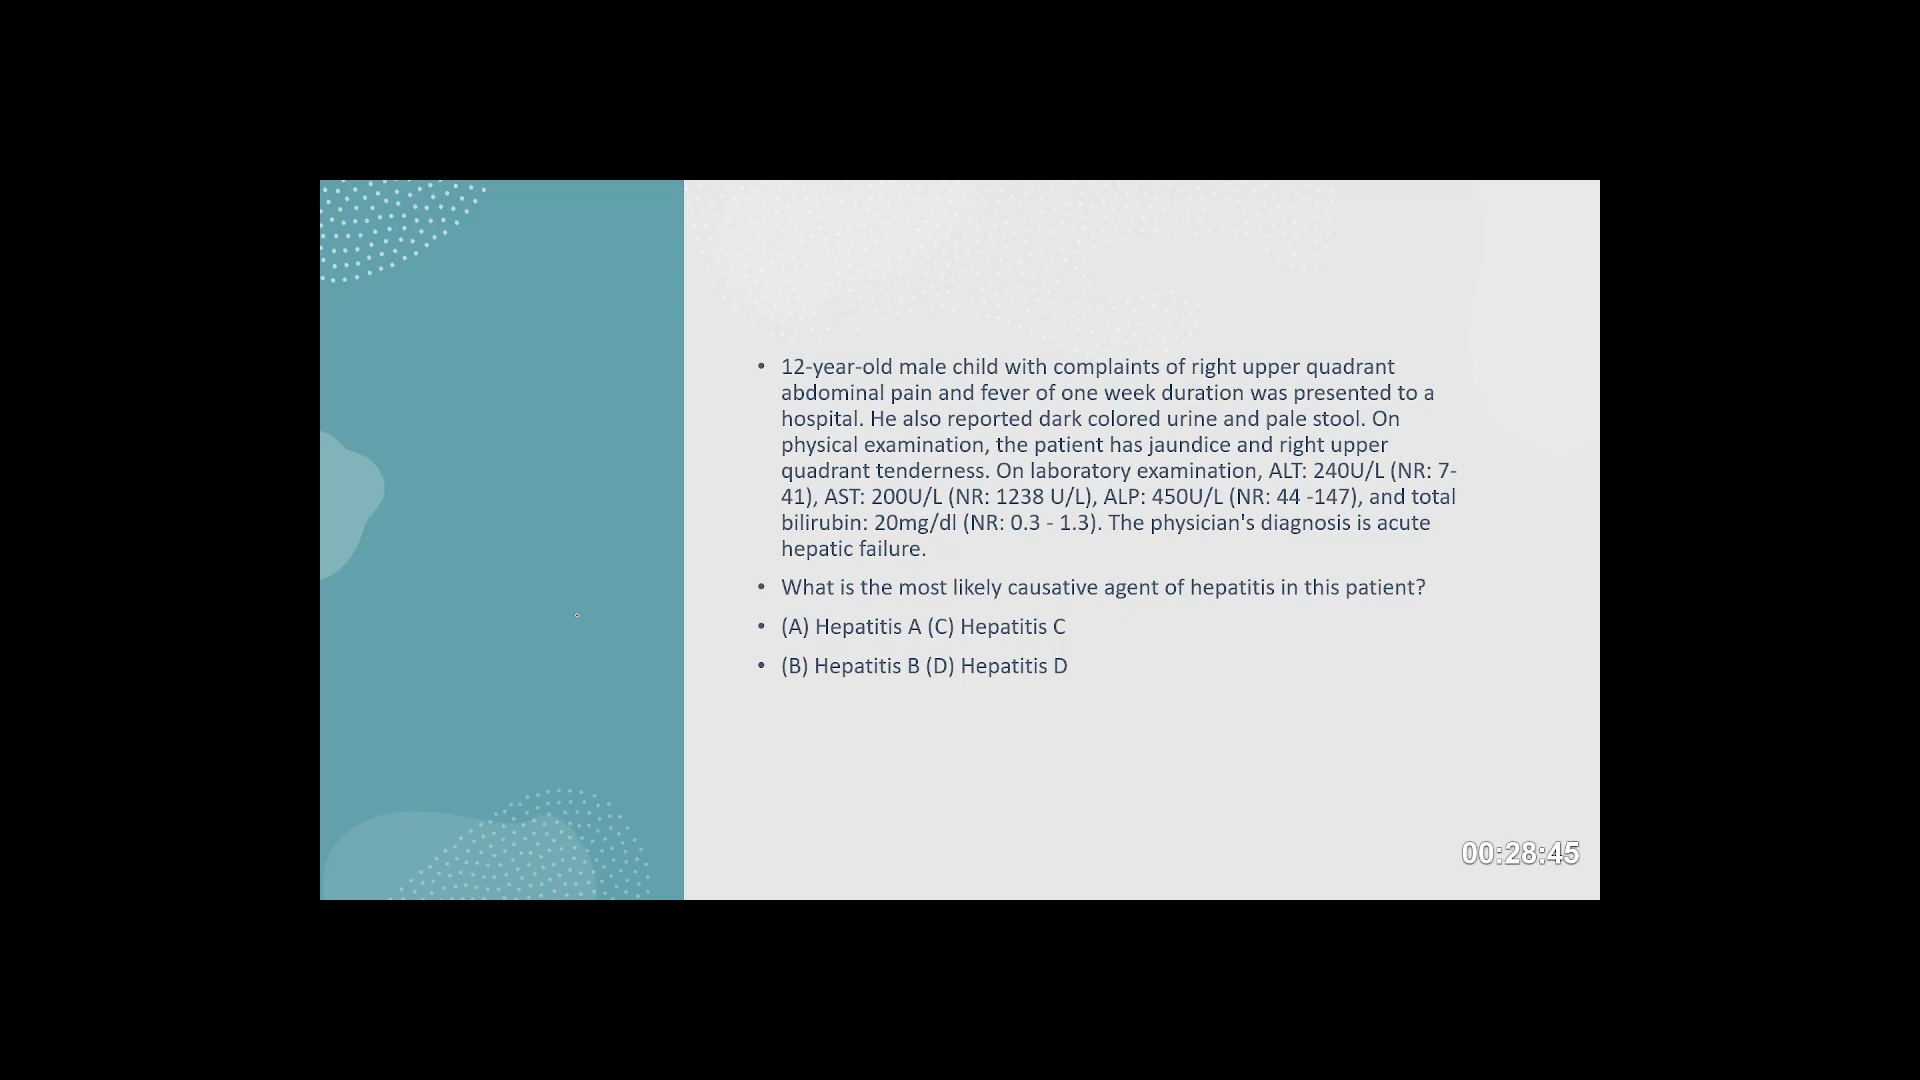 • 12-year-old male child with complaints of right upper quadrant
abdominal pain and fever of one week duration was presented to a
hospital. He also reported dark colored urine and pale stool. On
physical examination, the patient has jaundice and right upper
quadrant tenderness. On laboratory examination, ALT: 240U/L (NR: 7-
41), AST: 200U/L (NR: 1238 U/L), ALP: 450U/L (NR: 44 -147), and total
bilirubin: 20mg/dl (NR: 0.3 - 1.3). The physician's diagnosis is acute
hepatic failure.
• What is the most likely causative agent of hepatitis in this patient?
• (A) Hepatitis A (C) Hepatitis C
• (B) Hepatitis B (D) Hepatitis D
00:28:45